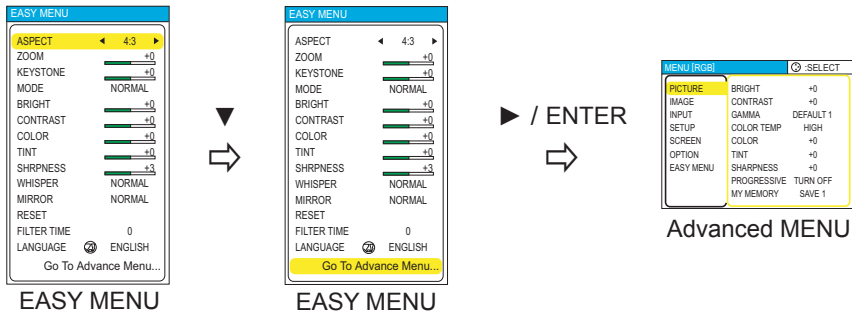 EASY MENU
ASPECT ◀ 4:3 ▶
ZOOM +0
KEYSTONE +0
MODE NORMAL
BRIGHT +0
CONTRAST +0
COLOR +0
TINT +0
SHRPNESS +3
WHISPER NORMAL
MIRROR NORMAL
RESET
FILTER TIME 0
LANGUAGE ENGLISH
Go To Advance Menu...
EASY MENU
▼
EASY MENU
ASPECT ◀ 4:3 ▶
ZOOM +0
KEYSTONE +0
MODE NORMAL
BRIGHT +0
CONTRAST +0
COLOR +0
TINT +0
SHRPNESS +3
WHISPER NORMAL
MIRROR NORMAL
RESET
FILTER TIME 0
LANGUAGE ENGLISH
Go To Advance Menu...
EASY MENU
► / ENTER
MENU [RGB] :SELECT
PICTURE BRIGHT +0
IMAGE CONTRAST +0
INPUT GAMMA DEFAULT 1
SETUP COLOR TEMP HIGH
SCREEN COLOR +0
OPTION TINT +0
EASY MENU SHARPNESS +0
PROGRESSIVE TURN OFF
MY MEMORY SAVE 1
Advanced MENU